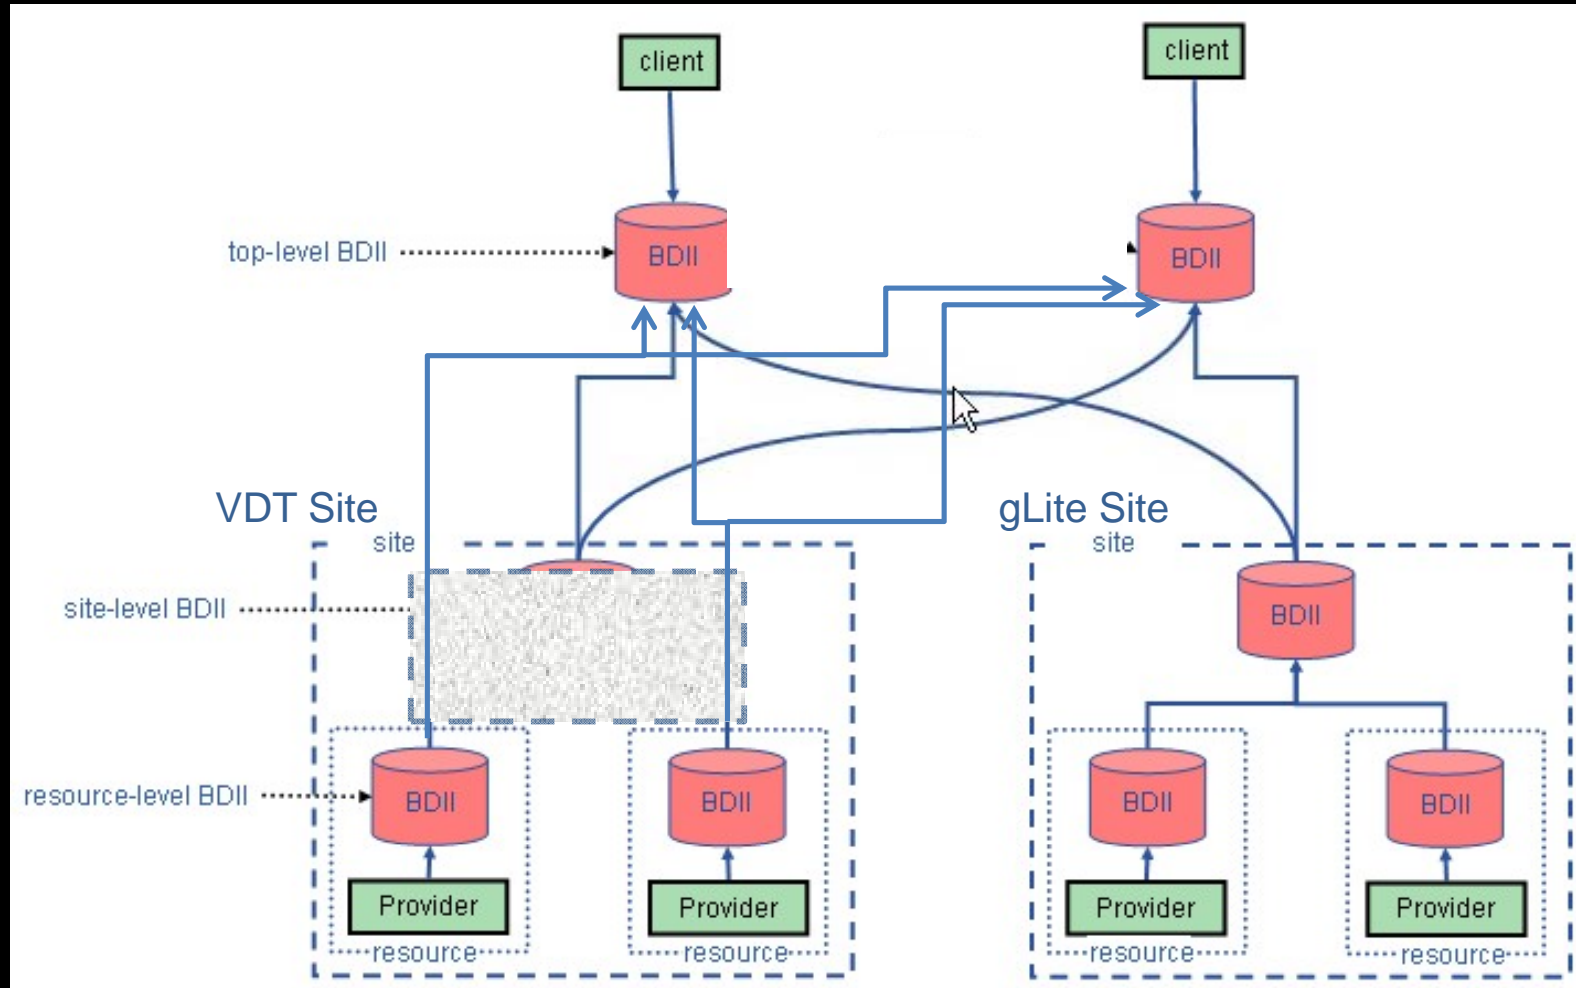 client
client
top-level BDII
BDII
BDII
VDT Site
gLite Site
site
site
site-level BDII
BDII
resource-level BDII
BDII
BDII
BDII
BDII
Provider
Provider
Provider
Provider
resource
resource
resource
resource